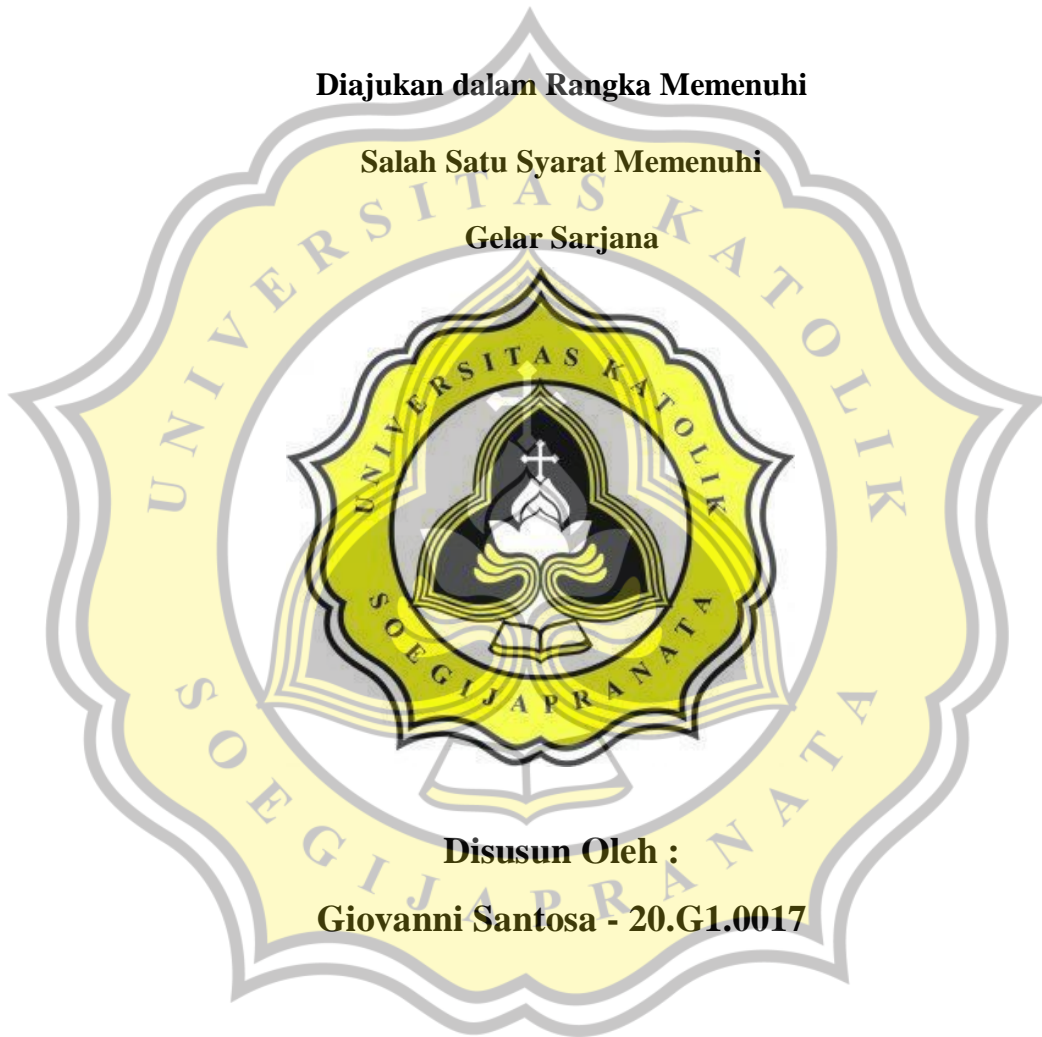 Diajukan dalam Rangka Memenuhi
Salah Satu Syarat Memenuhi
Gelar Sarjana
UNIVERSITAS KATOLIK
SOEGIJAPRANATA
UNIVERSITAS KATOLIK
SOEGIJAPRANATA
Disusun Oleh :
Giovanni Santosa - 20.G1.0017